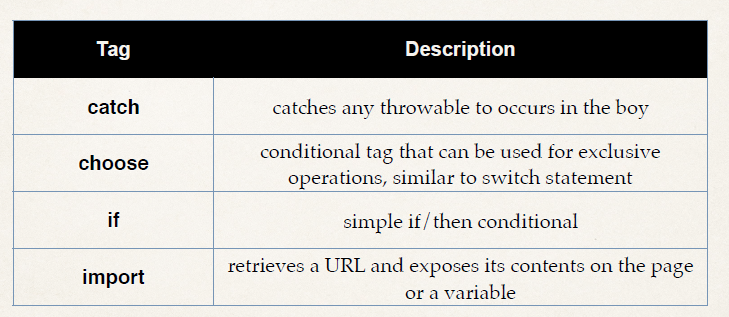 Tag Description
catch catches any throwable to occurs in the boy
choose conditional tag that can be used for exclusive
operations, similar to switch statement
if simple if/then conditional
import retrieves a URL and exposes its contents on the page
or a variable